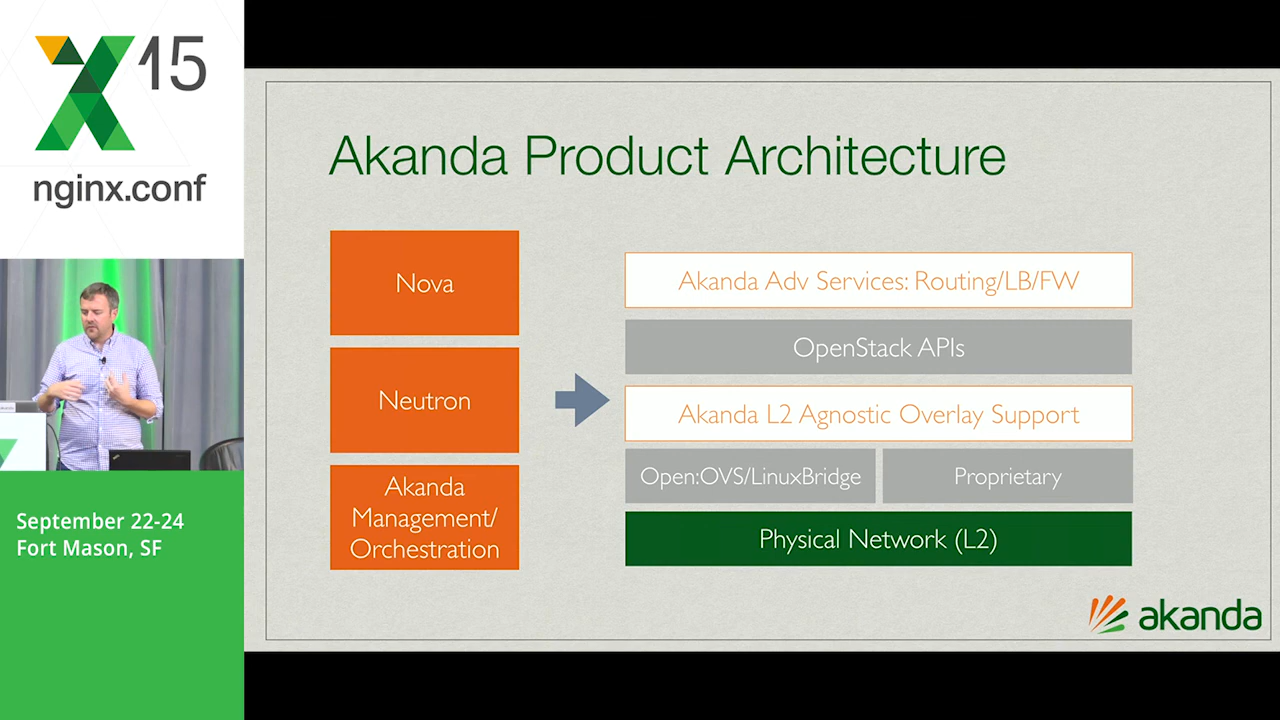 15
nginx.conf
September 22-24
Fort Mason, SF
Akanda Product Architecture
Nova
Neutron
Akanda
Management/
Orchestration
Akanda Adv Services: Routing/LB/FW
OpenStack APIs
Akanda L2 Agnostic Overlay Support
Open:OVS/LinuxBridge
Proprietary
Physical Network (L2)
akanda